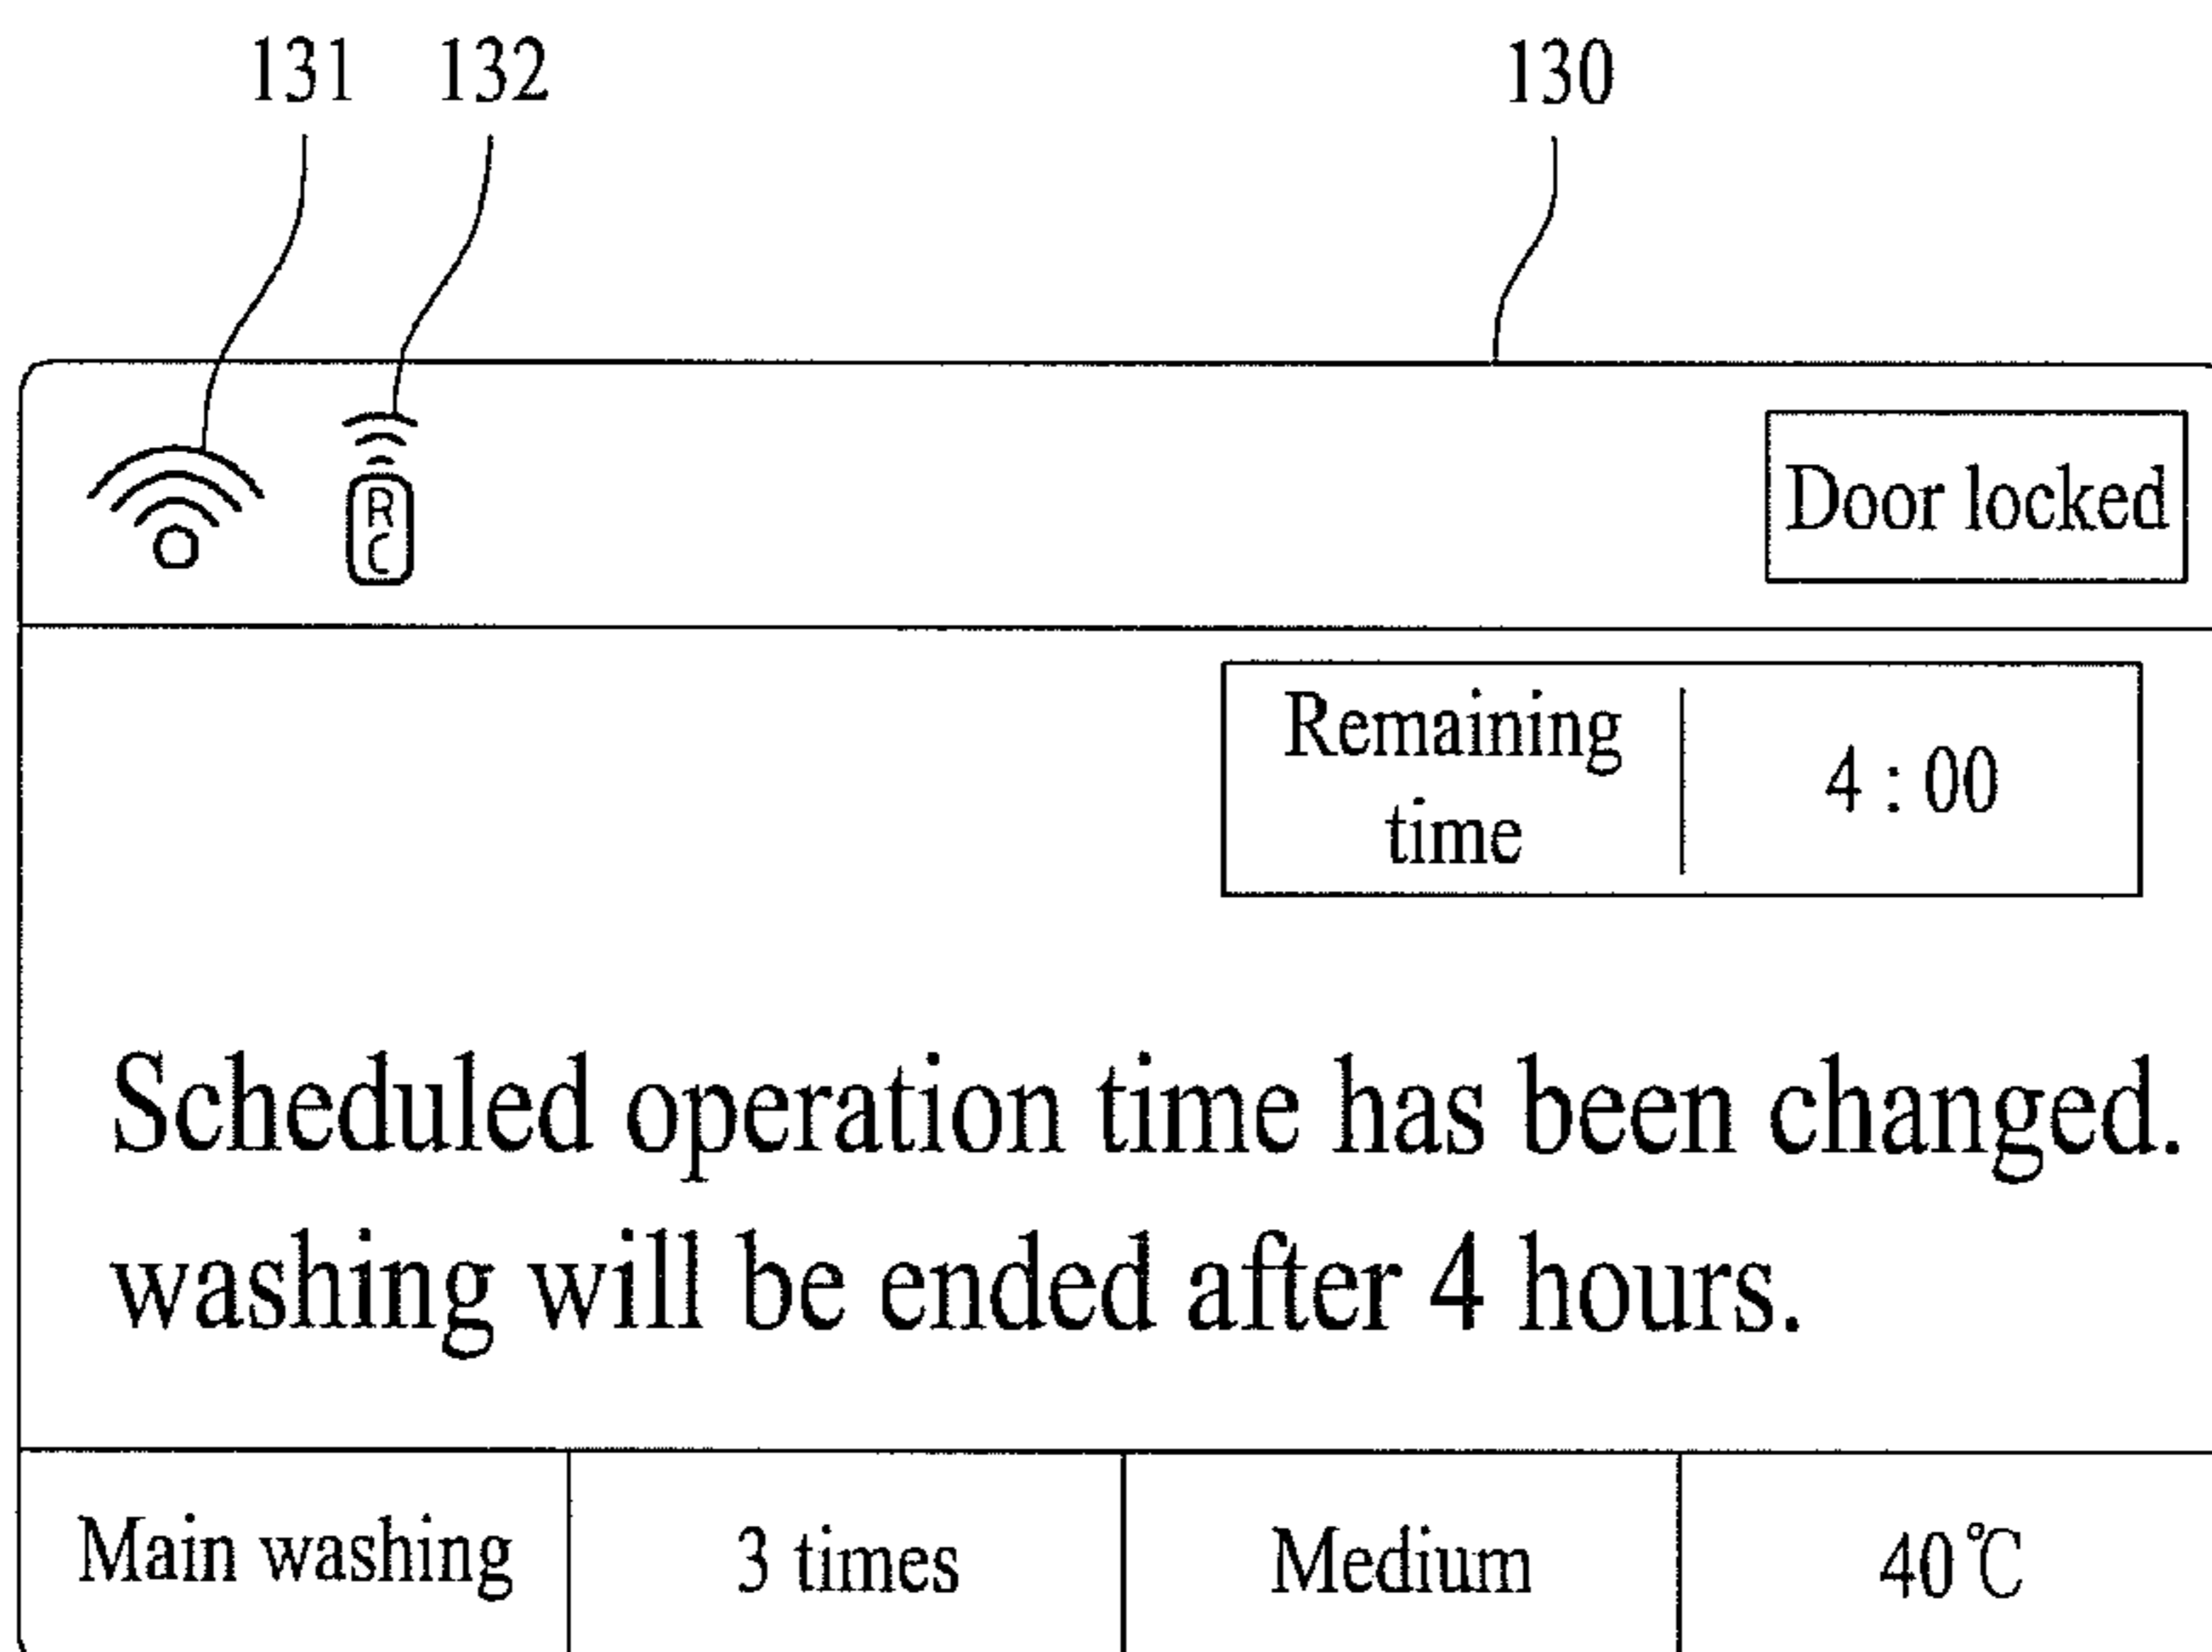 131 132 130
R
C
Door locked
Remaining
time
4 : 00
Scheduled operation time has been changed.
washing will be ended after 4 hours.
Main washing 3 times Medium 40℃